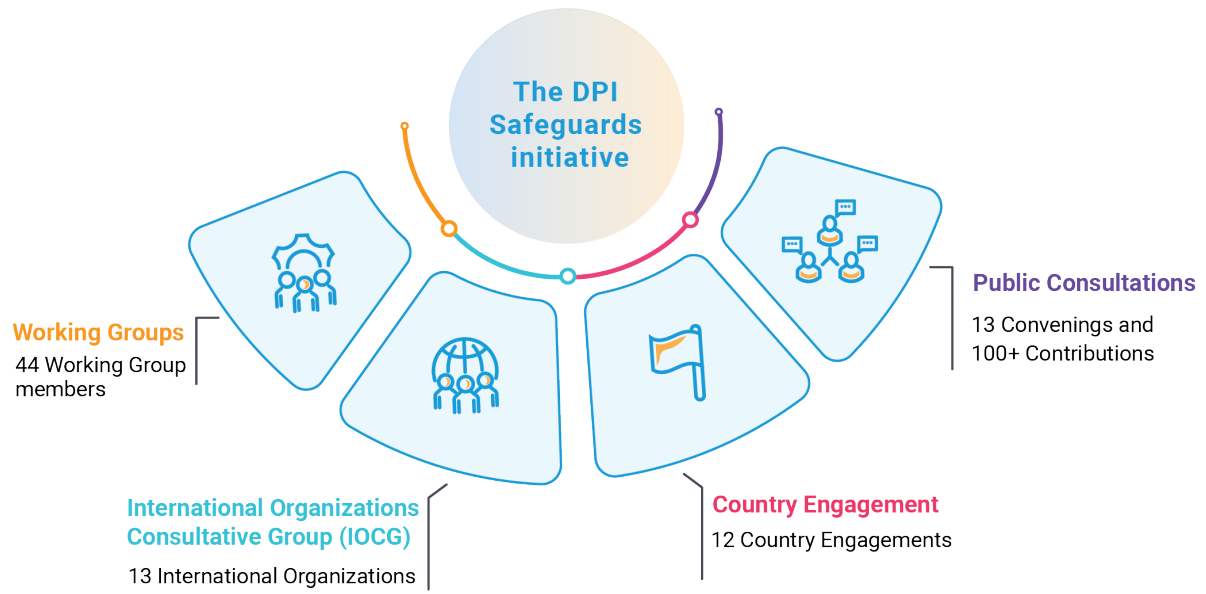 The DPI
Safeguards
initiative
Working Groups
44 Working Group
members
International Organizations
Consultative Group (IOCG)
13 International Organizations
Country Engagement
12 Country Engagements
Public Consultations
13 Convenings and
100+ Contributions